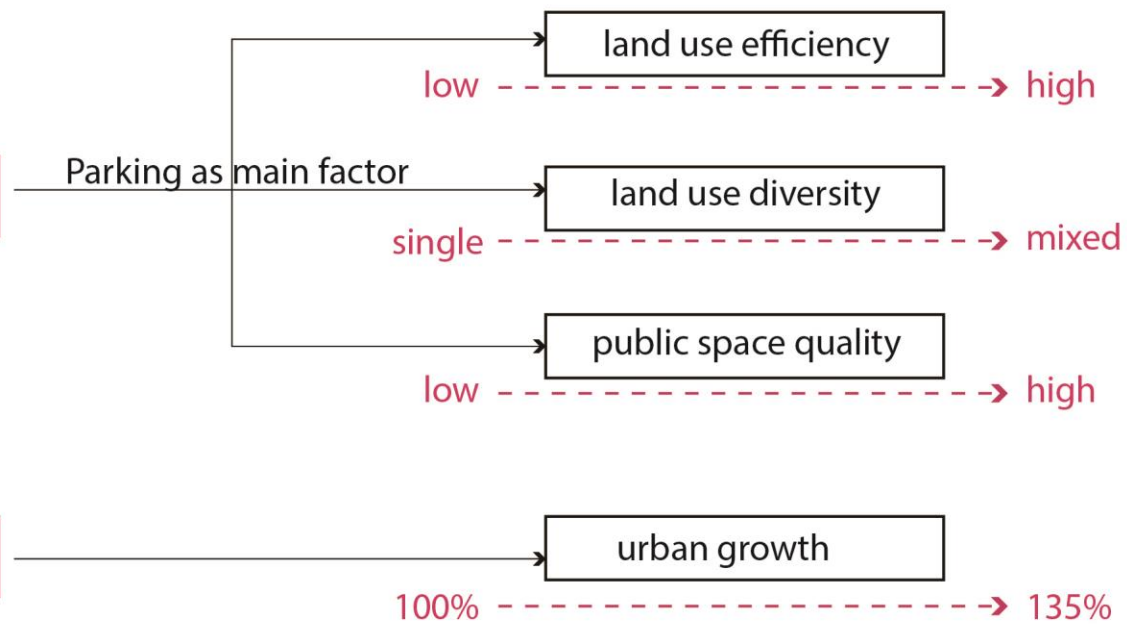 land use efficiency
low high
Parking as main factor
land use diversity
single mixed
public space quality
low high
urban growth
100% 135%